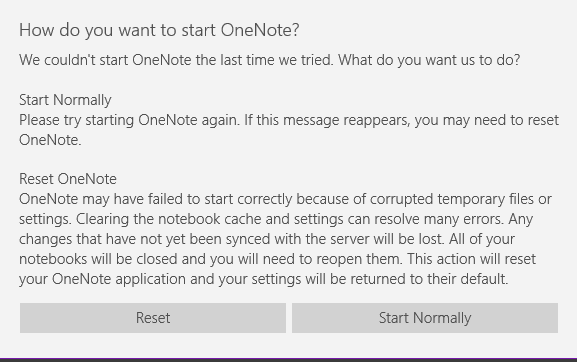 How do you want to start OneNote?
We couldn't start OneNote the last time we tried. What do you want us to do?
Start Normally
Please try starting OneNote again. If this message reappears, you may need to reset
OneNote.
Reset OneNote
OneNote may have failed to start correctly because of corrupted temporary files or
settings. Clearing the notebook cache and settings can resolve many errors. Any
changes that have not yet been synced with the server will be lost. All of your
notebooks will be closed and you will need to reopen them. This action will reset
your OneNote application and your settings will be returned to their default.
Reset
Start Normally